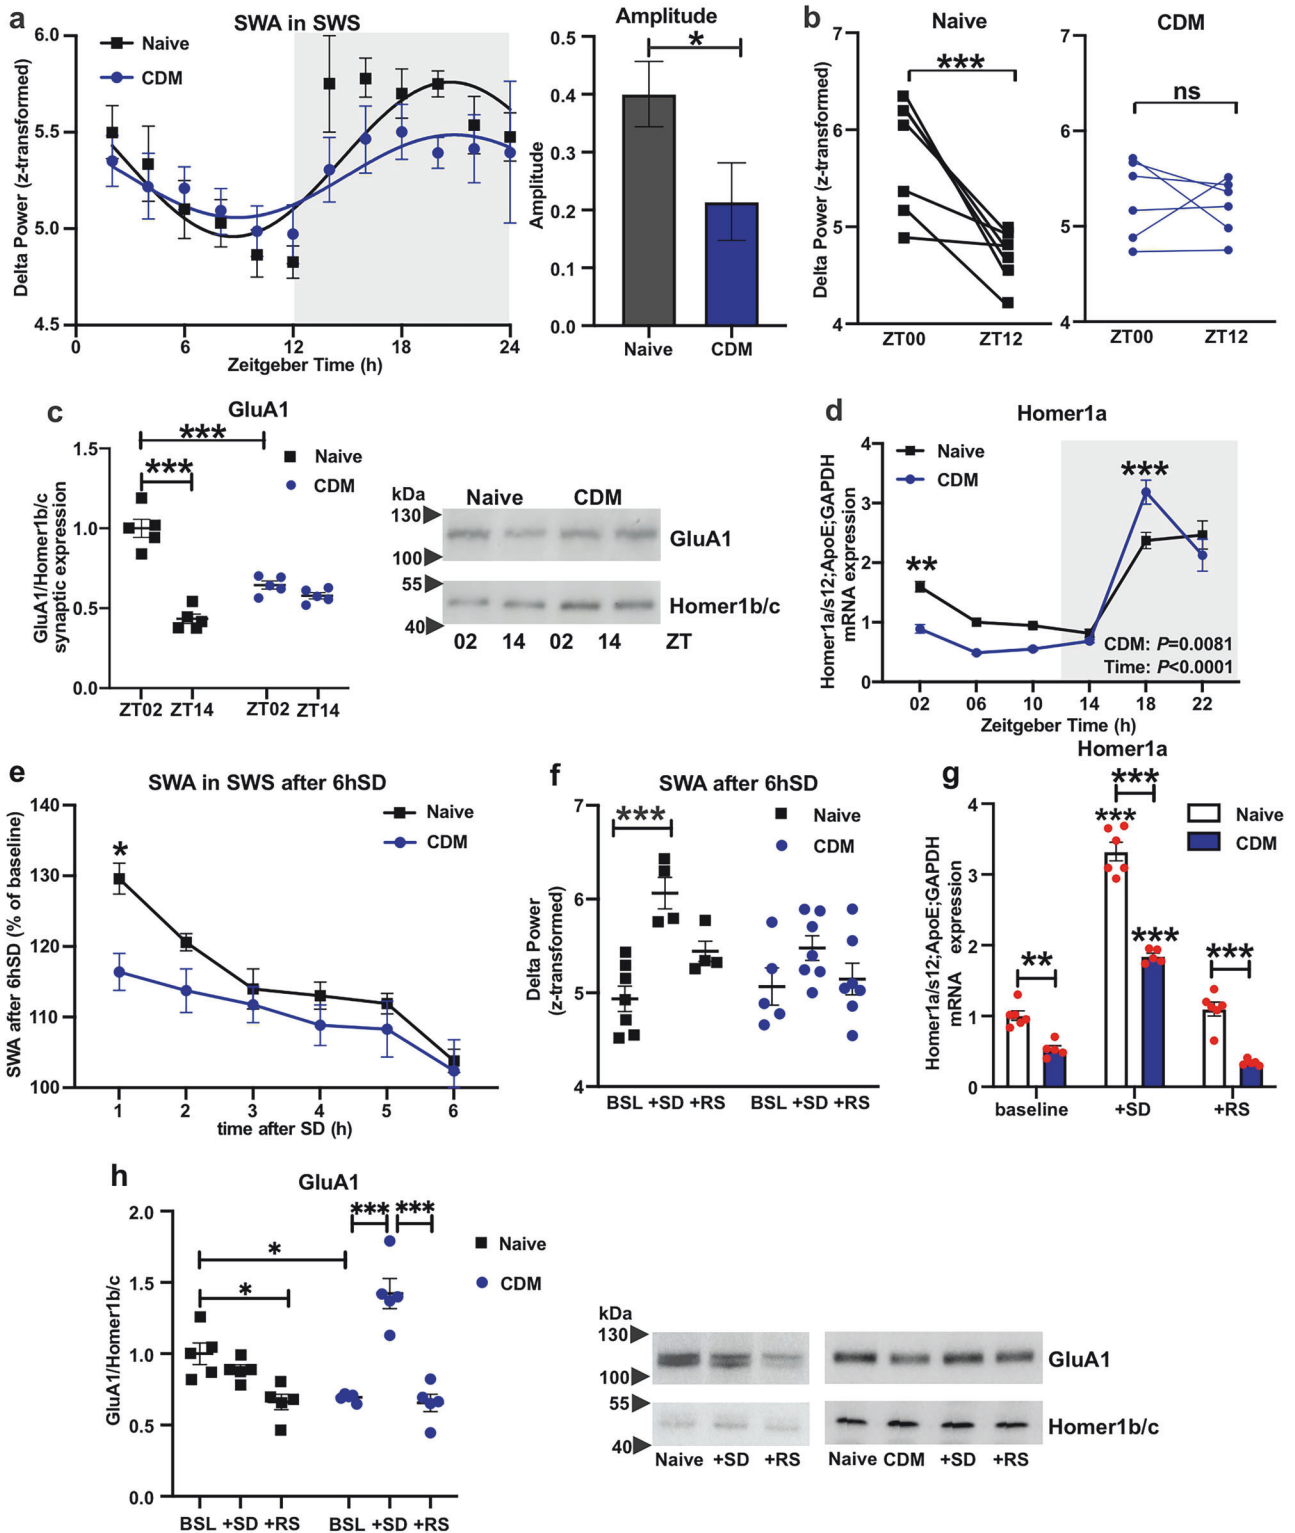 a
SWA in SWS
Naive
CDM
Delta Power (z-transformed)
6.0
5.5
5.0
4.5
0
6
12
18
24
Zeitgeber Time (h)
Amplitude
*
Amplitude
0.5
0.4
0.3
0.2
0.1
0.0
Naive
CDM
b
Naive
CDM
***
ns
Delta Power (z-transformed)
7
6
5
4
ZT00
ZT12
7
6
5
4
ZT00
ZT12
c
GluA1
***
***
Naive
CDM
GluA1/Homer1b/c
synaptic expression
1.5
1.0
0.5
0.0
ZT02
ZT14
ZT02
ZT14
kDa
Naive
CDM
130
100
55
40
GluA1
Homer1b/c
02
14
02
14
ZT
d
Homer1a
Naive
CDM
Homer1a/s12;ApoE;GAPDH
mRNA expression
4
3
2
1
0
**
***
CDM: P=0.0081
Time: P<0.0001
02
06
10
14
18
22
Zeitgeber Time (h)
e
SWA in SWS after 6hSD
Naive
CDM
*
SWA after 6hSD (% of baseline)
140
130
120
110
100
1
2
3
4
5
6
time after SD (h)
f
SWA after 6hSD
Naive
CDM
***
Delta Power
(z-transformed)
7
6
5
4
BSL +SD +RS
BSL +SD +RS
g
Homer1a
Naive
CDM
Homer1a/s12;ApoE;GAPDH
mRNA expression
4
3
2
1
0
**
***
***
***
***
baseline
+SD
+RS
h
GluA1
Naive
CDM
*
*
***
***
GluA1/Homer1b/c
2.0
1.5
1.0
0.5
0.0
BSL +SD +RS
BSL +SD +RS
kDa
130
100
55
40
GluA1
Homer1b/c
Naive +SD +RS
Naive CDM +SD +RS